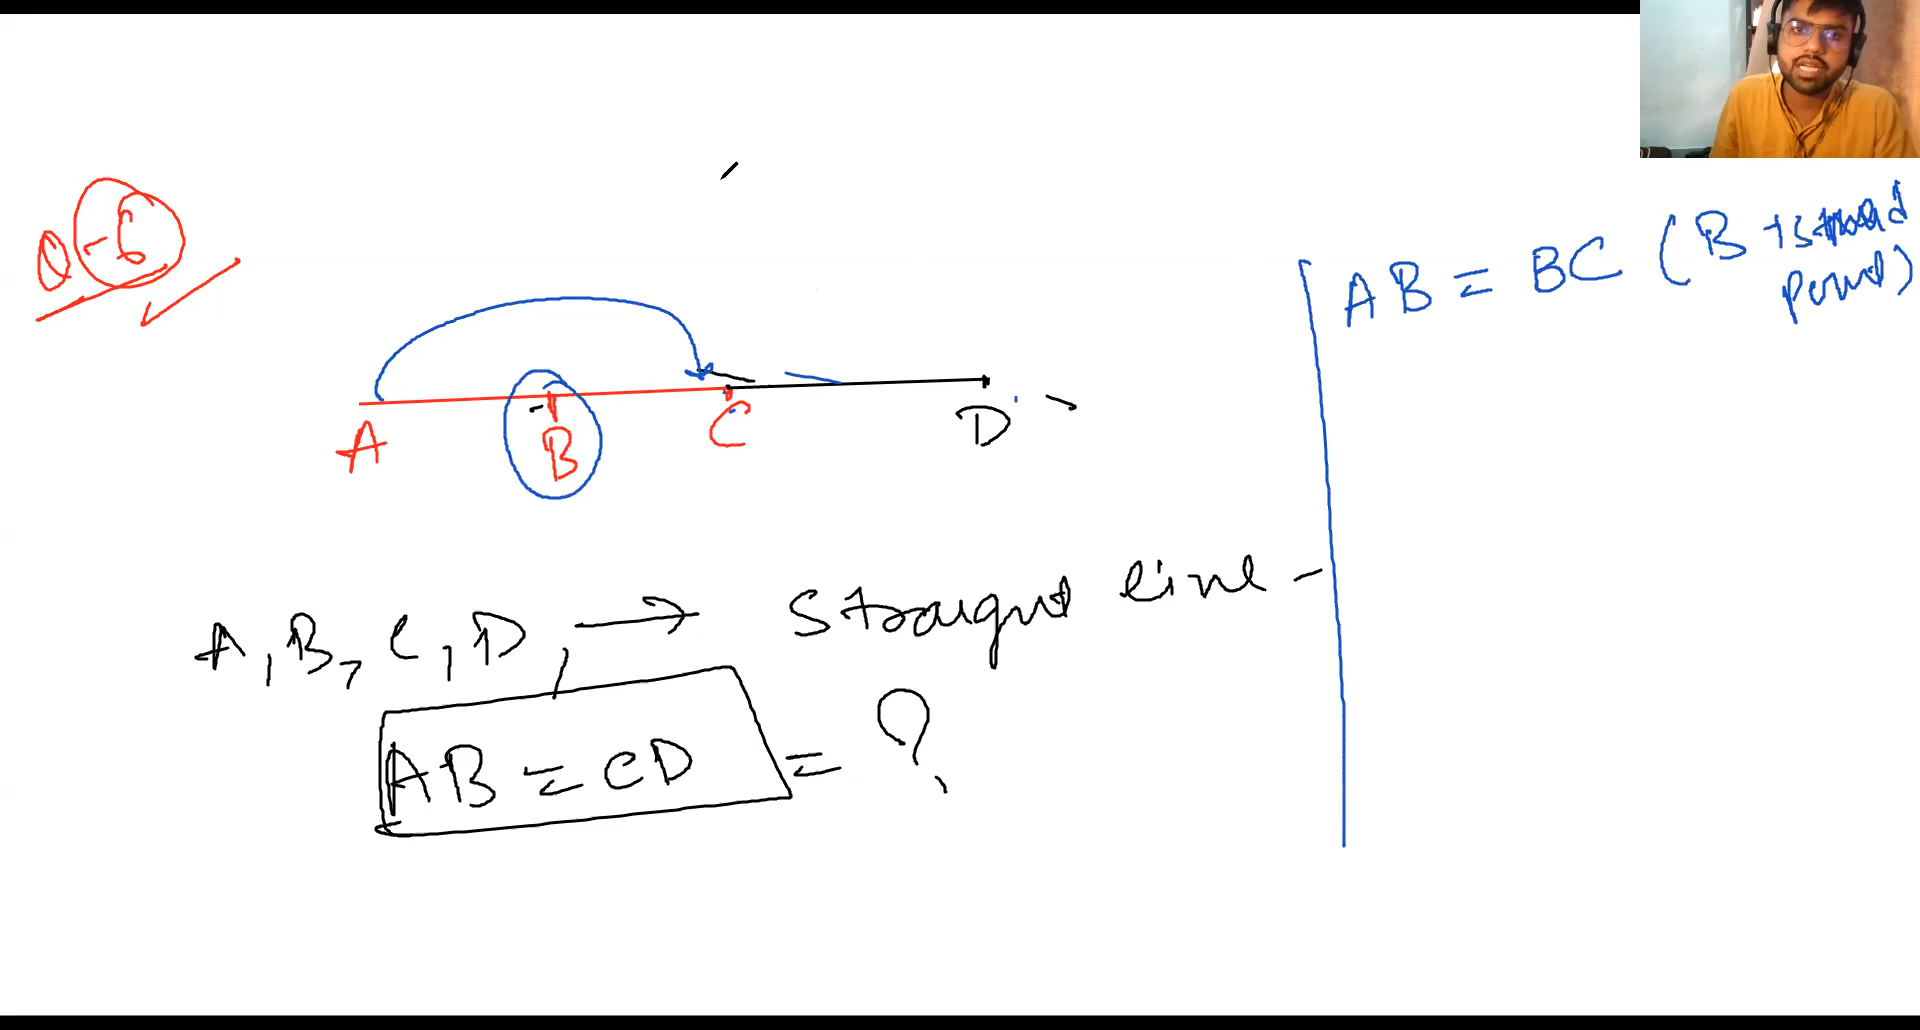 Q-6
A B C D
A, B, C, D, → straight line -
AB = CD = ?
AB = BC (B is mid
point)